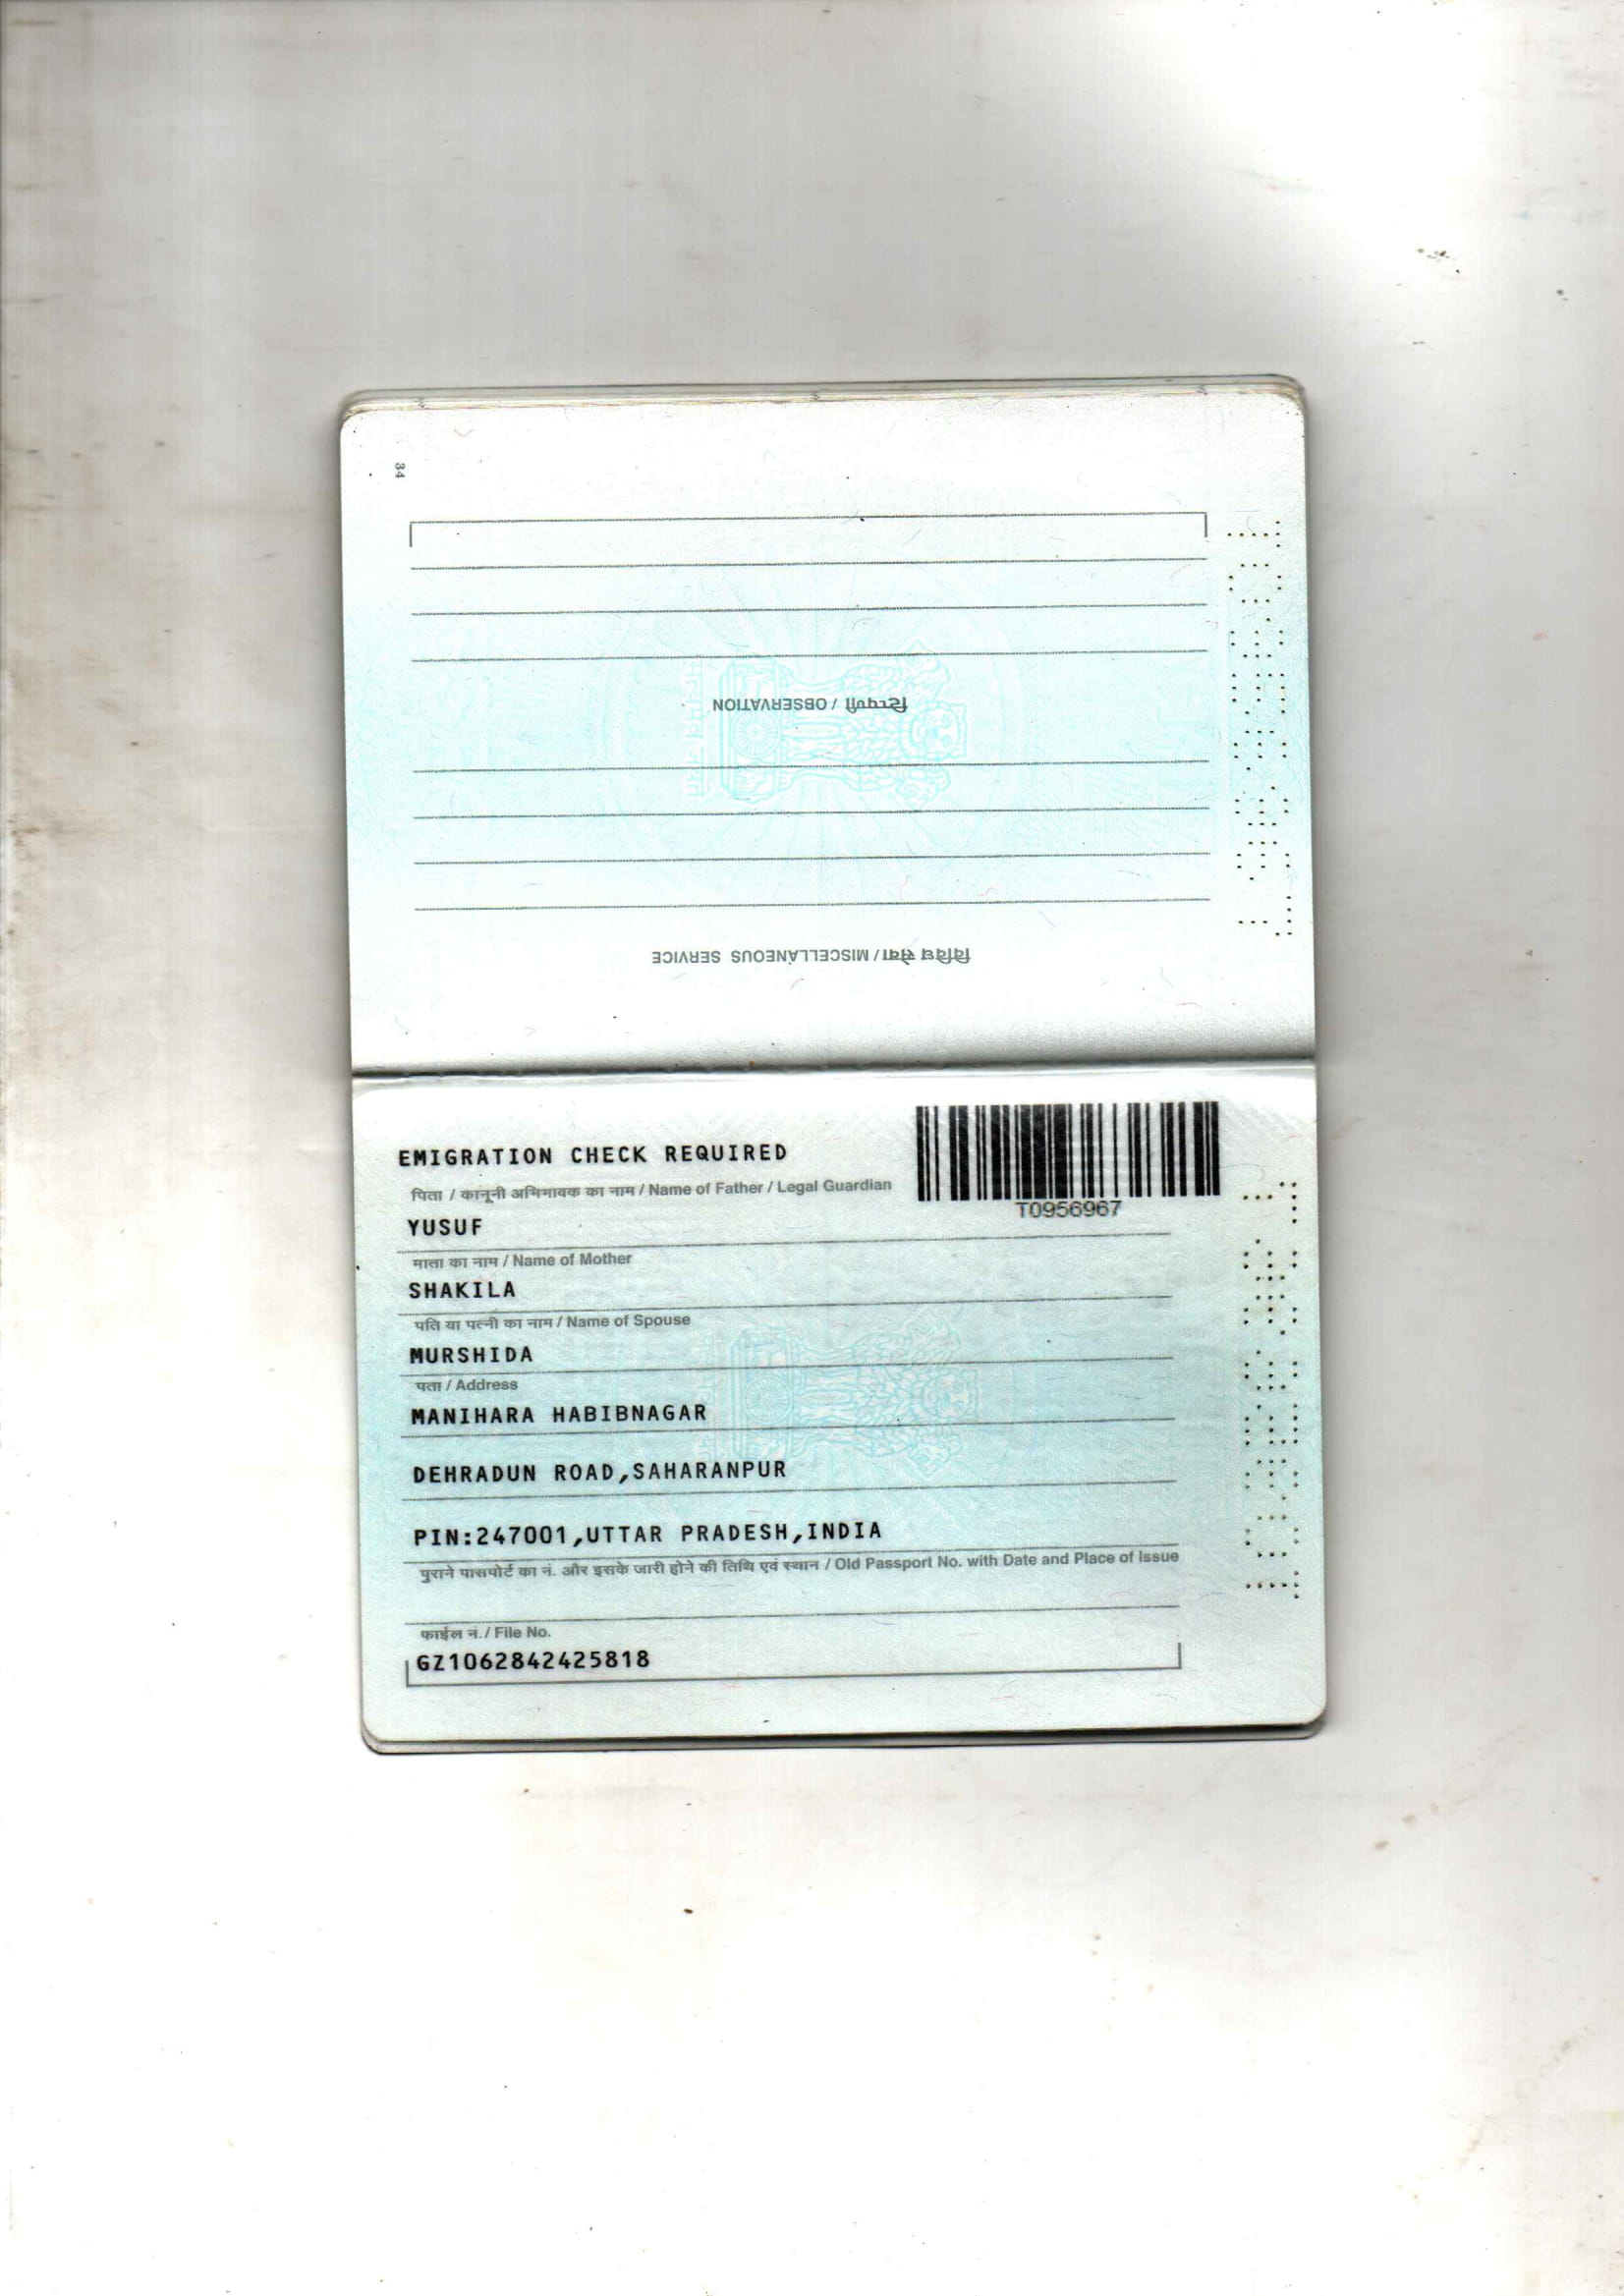 34
टिप्पणी / OBSERVATION
विविध सेवा / MISCELLANEOUS SERVICE
EMIGRATION CHECK REQUIRED
T0956967
पिता / कानूनी अभिभावक का नाम / Name of Father / Legal Guardian
YUSUF
माता का नाम / Name of Mother
SHAKILA
पति या पत्नी का नाम / Name of Spouse
MURSHIDA
पता / Address
MANIHARA HABIBNAGAR
DEHRADUN ROAD,SAHARANPUR
PIN:247001,UTTAR PRADESH,INDIA
पुराने पासपोर्ट का नं. और इसके जारी होने की तिथि एवं स्थान / Old Passport No. with Date and Place of Issue
फाईल नं./ File No.
GZ1062842425818